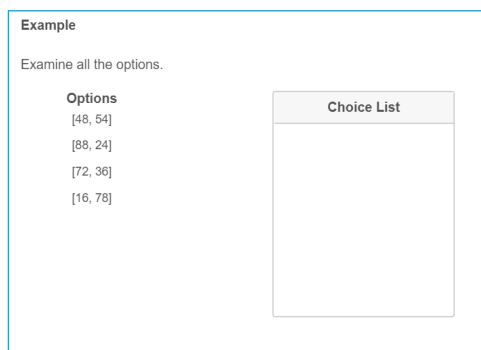 Example
Examine all the options.
Options
[48, 54]
[88, 24]
[72, 36]
[16, 78]
Choice List